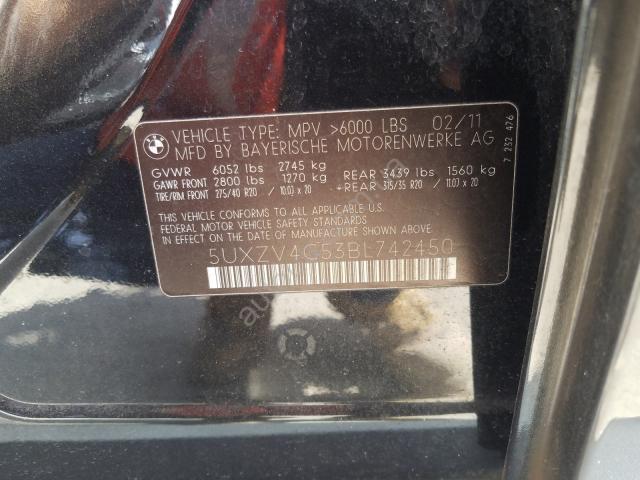 BMW
VEHICLE TYPE: MPV >6000 LBS 02/11
MFD BY BAYERISCHE MOTORENWERKE AG
GVWR 6052 lbs 2745 kg
GAWR FRONT 2800 lbs 1270 kg REAR 3439 lbs 1560 kg
TIRE/RIM FRONT 275/40 R20 / 10.0J x 20 +REAR 315/35 R20 / 11.0J x 20
THIS VEHICLE CONFORMS TO ALL APPLICABLE
U.S. FEDERAL MOTOR VEHICLE SAFETY STANDARDS
IN EFFECT ON THE DATE OF MANUFACTURE SHOWN ABOVE.
5UXZV4C53BL742450
7 232 476